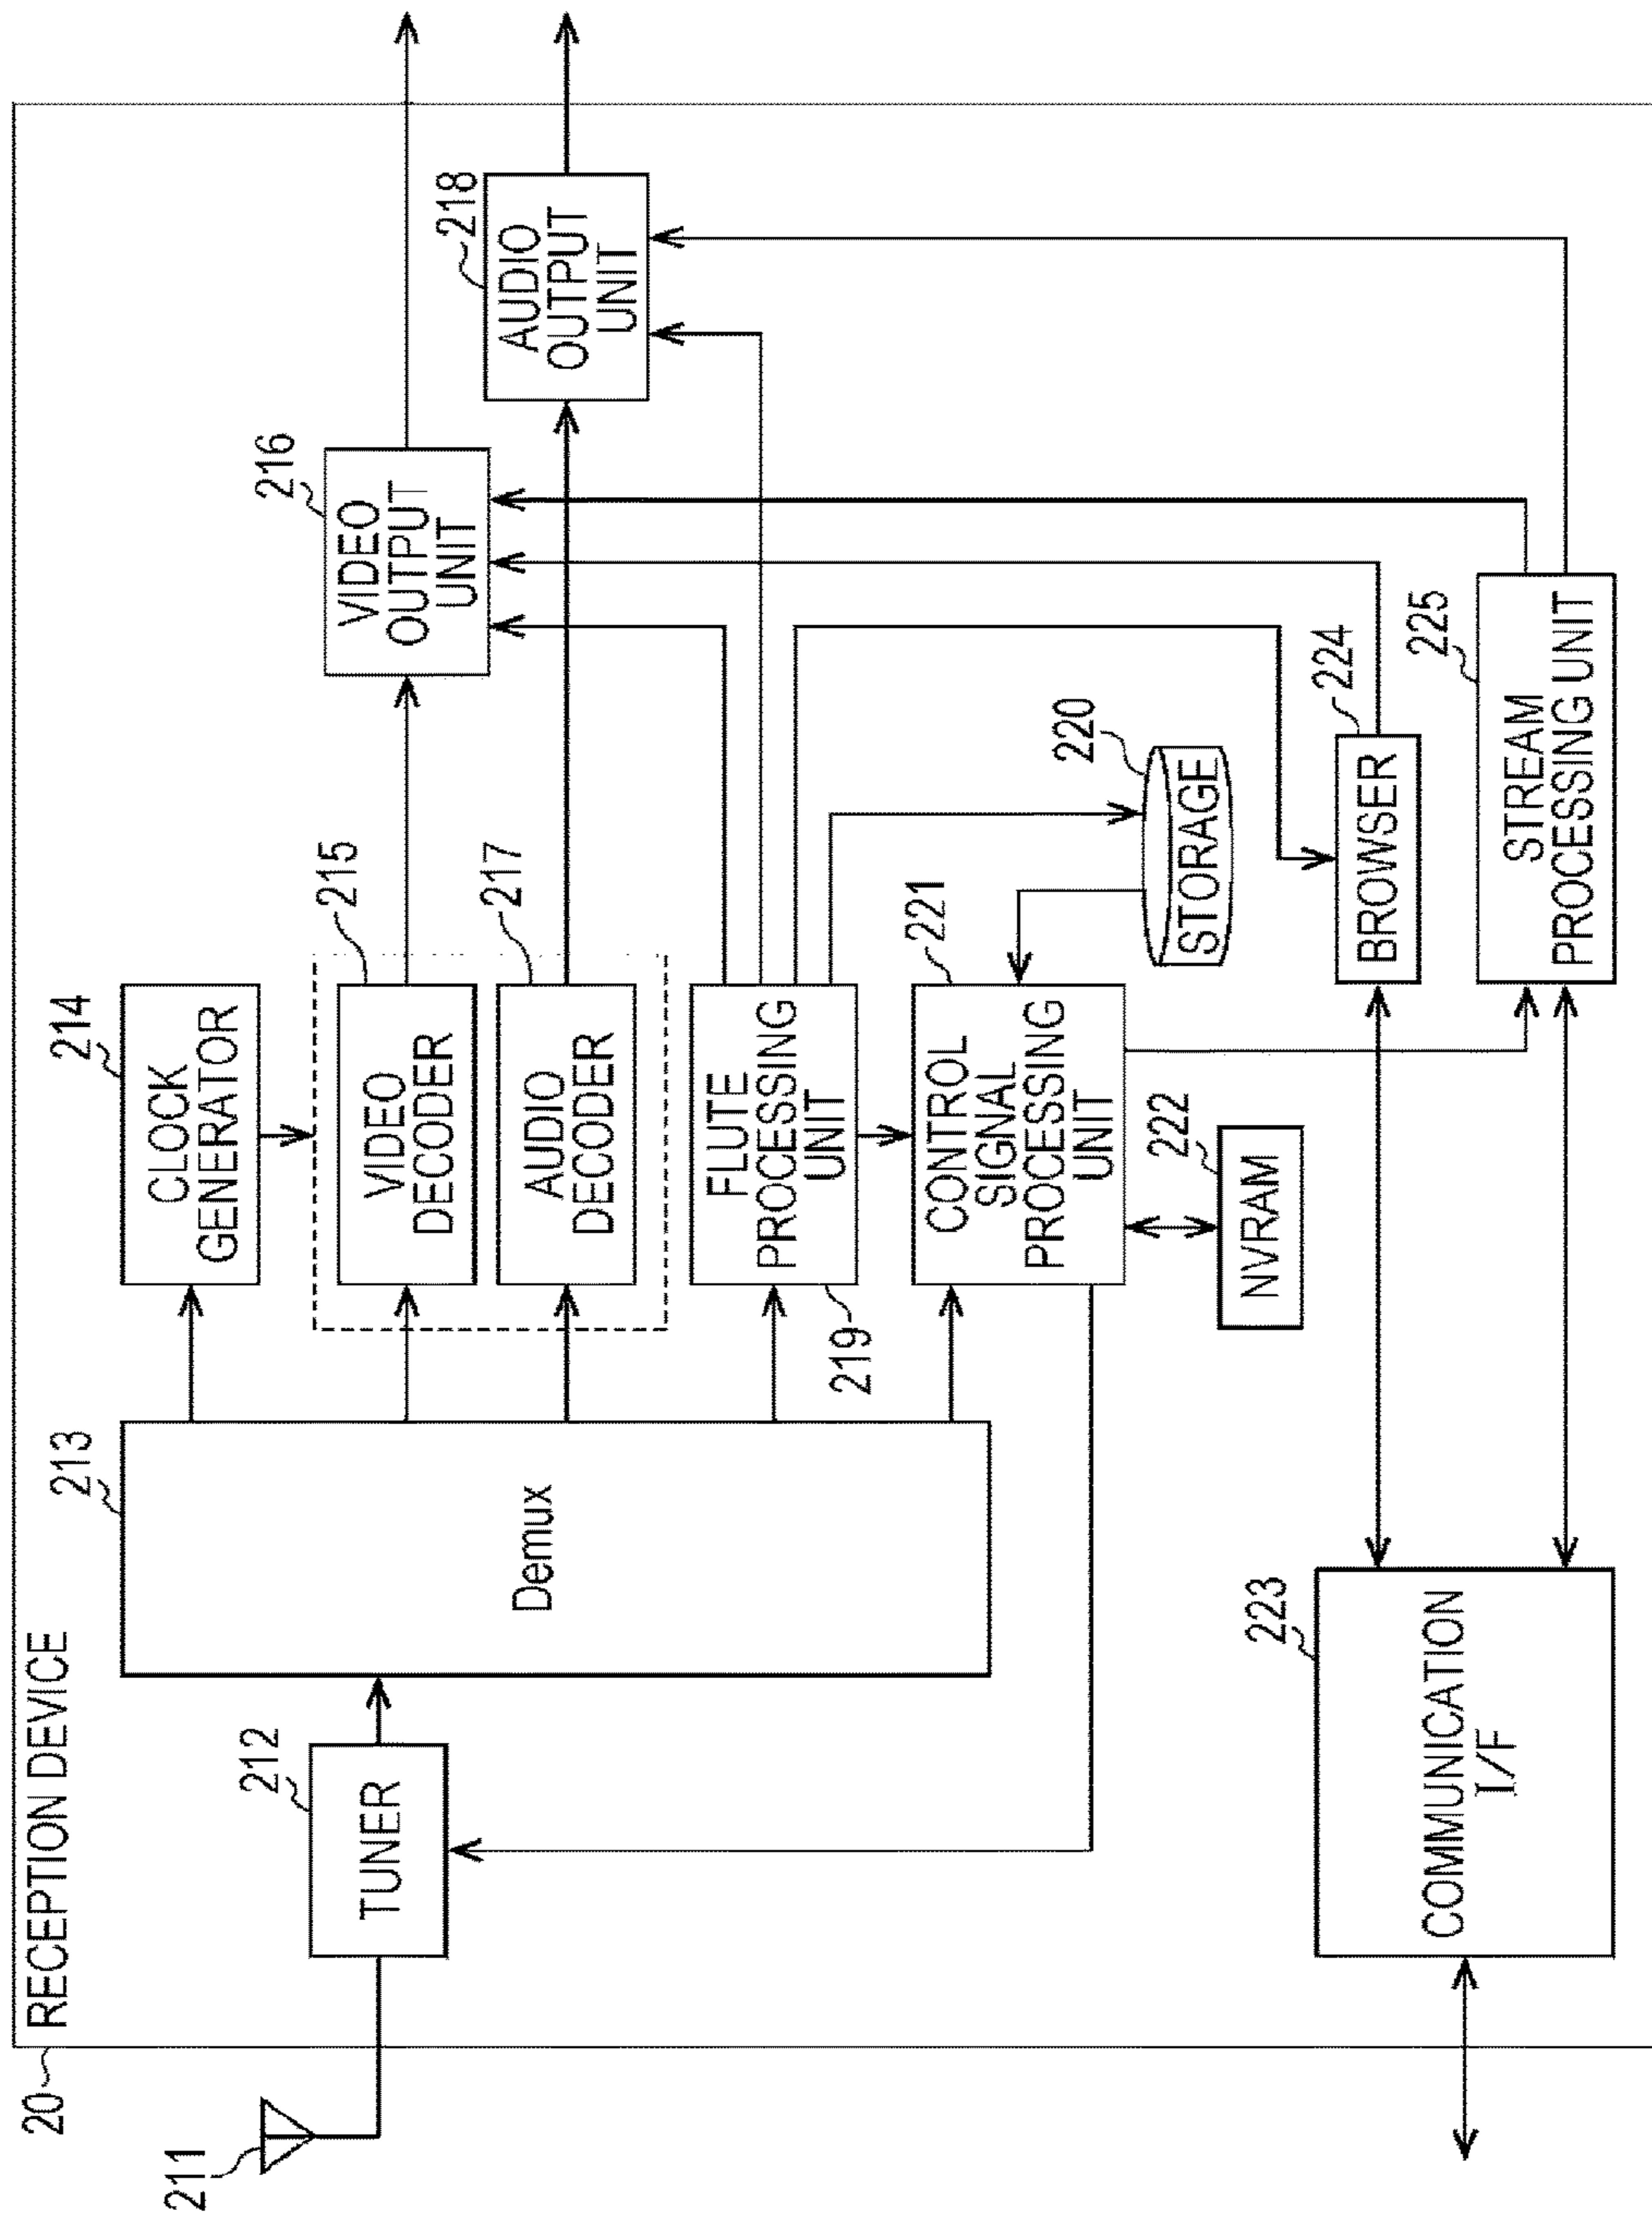 20
RECEPTION DEVICE
211
212
TUNER
213
Demux
214
CLOCK
GENERATOR
215
VIDEO
DECODER
217
AUDIO
DECODER
216
VIDEO
OUTPUT
UNIT
218
AUDIO
OUTPUT
UNIT
219
FLUTE
PROCESSING
UNIT
221
CONTROL
SIGNAL
PROCESSING
UNIT
220
STORAGE
222
NVRAM
223
COMMUNICATION
I/F
224
BROWSER
225
STREAM
PROCESSING UNIT